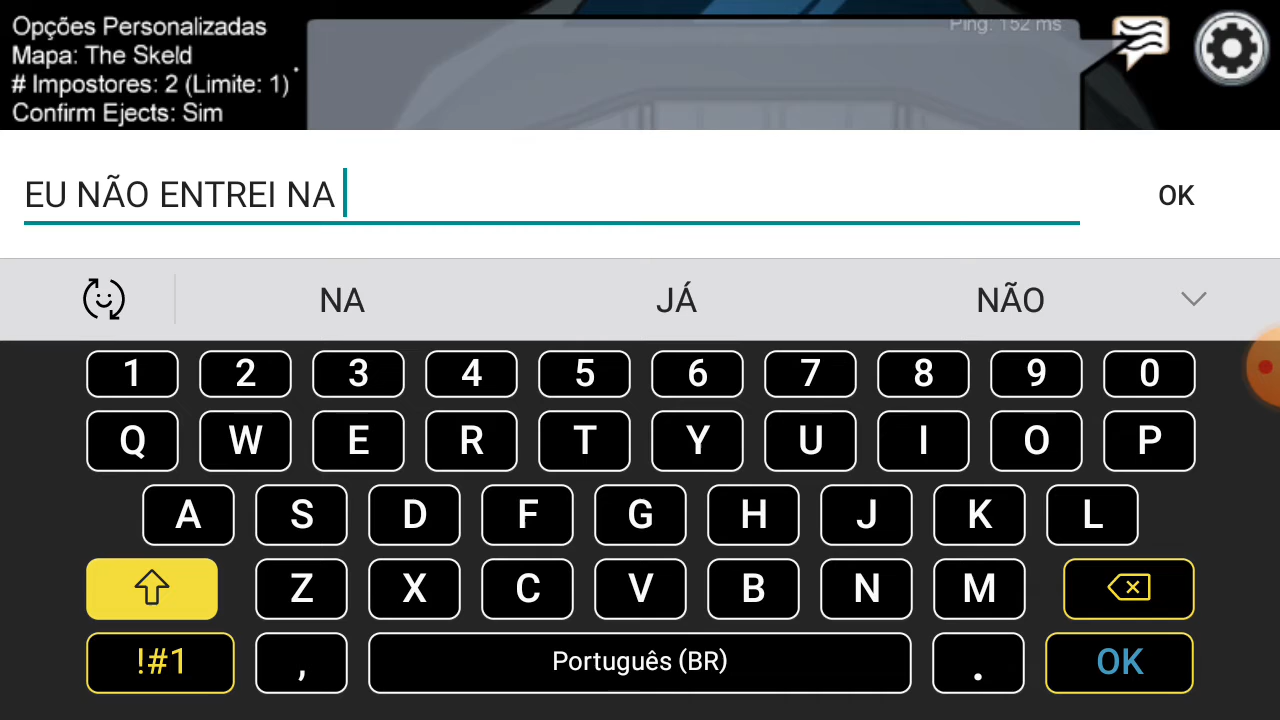 Opções Personalizadas
Mapa: The Skeld
# Impostores: 2 (Limite: 1)
Confirm Ejects: Sim
Ping: 152 ms
EU NÃO ENTREI NA
OK
NA JÁ NÃO
1 2 3 4 5 6 7 8 9 0
Q W E R T Y U I O P
A S D F G H J K L
Z X C V B N M
!#1 , Português (BR) . OK